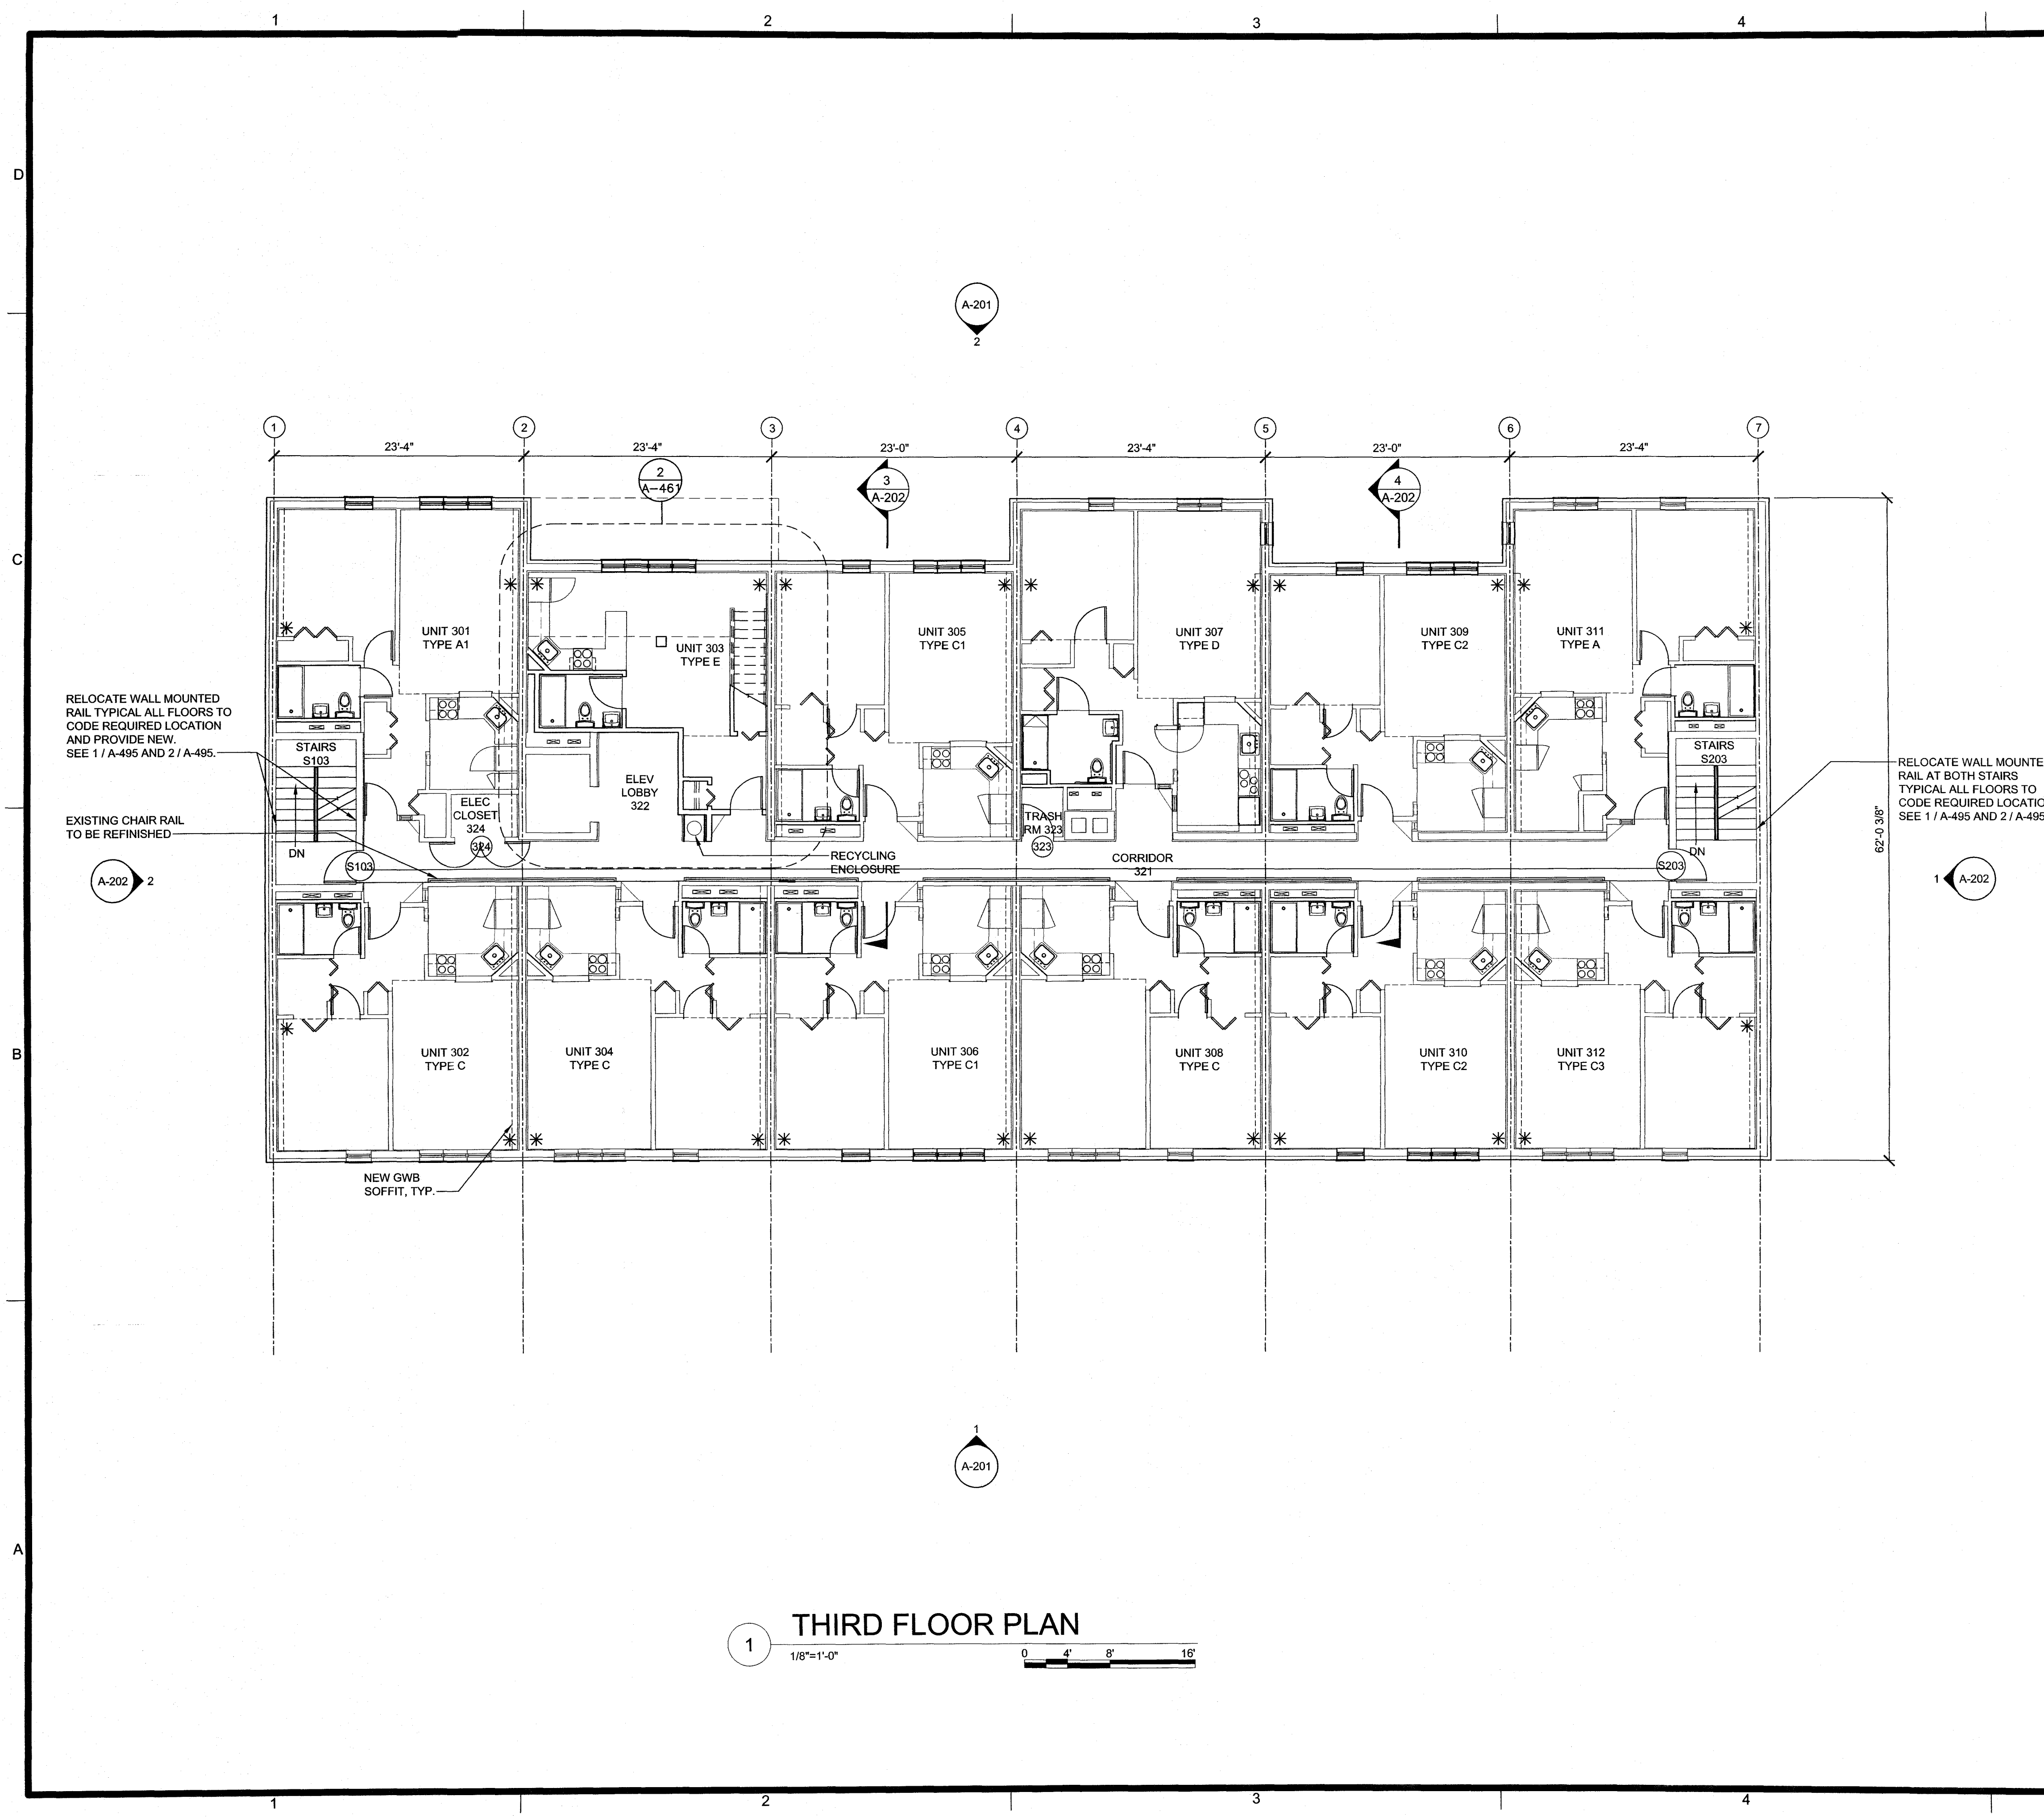 1
2
3
4
D
C
B
A
A-201
2
1
2
3
4
5
6
7
23'-4"
23'-4"
23'-0"
23'-4"
23'-0"
23'-4"
2
A-461
3
A-202
4
A-202
UNIT 301
TYPE A1
UNIT 303
TYPE E
UNIT 305
TYPE C1
UNIT 307
TYPE D
UNIT 309
TYPE C2
UNIT 311
TYPE A
RELOCATE WALL MOUNTED
RAIL TYPICAL ALL FLOORS TO
CODE REQUIRED LOCATION
AND PROVIDE NEW.
SEE 1 / A-495 AND 2 / A-495.
STAIRS
S103
ELEV
LOBBY
322
ELEC
CLOSET
324
324
TRASH
RM 323
323
STAIRS
S203
RELOCATE WALL MOUNTE
RAIL AT BOTH STAIRS
TYPICAL ALL FLOORS TO
CODE REQUIRED LOCATIO
SEE 1 / A-495 AND 2 / A-495
62'-0 3/8"
EXISTING CHAIR RAIL
TO BE REFINISHED
DN
DN
S103
S203
RECYCLING
ENCLOSURE
CORRIDOR
321
A-202
2
1
A-202
UNIT 302
TYPE C
UNIT 304
TYPE C
UNIT 306
TYPE C1
UNIT 308
TYPE C
UNIT 310
TYPE C2
UNIT 312
TYPE C3
NEW GWB
SOFFIT, TYP.
1
A-201
1
THIRD FLOOR PLAN
1/8"=1'-0"
0 4' 8' 16'
1
2
3
4